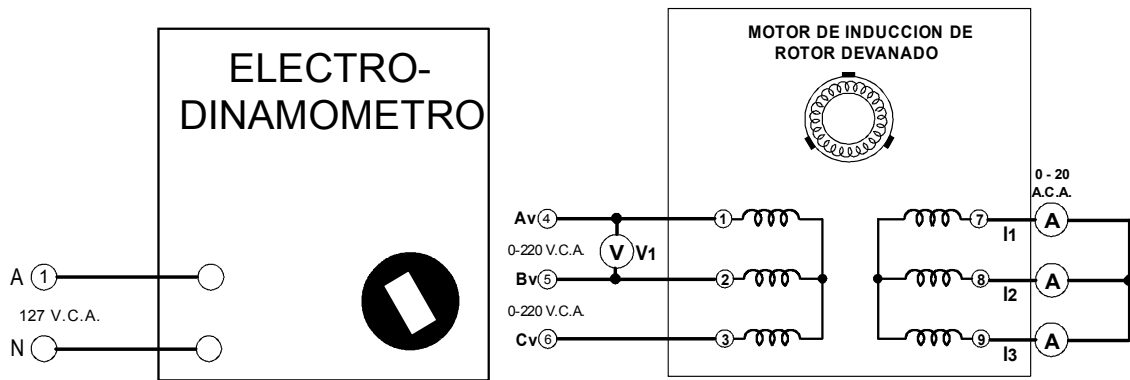 ELECTRO-
DINAMOMETRO
A 1
127 V.C.A.
N
MOTOR DE INDUCCION DE
ROTOR DEVANADO
0 - 20
A.C.A.
Av 4
1
7
A
I1
0-220 V.C.A.
V V1
Bv 5
2
8
A
I2
0-220 V.C.A.
Cv 6
3
9
A
I3